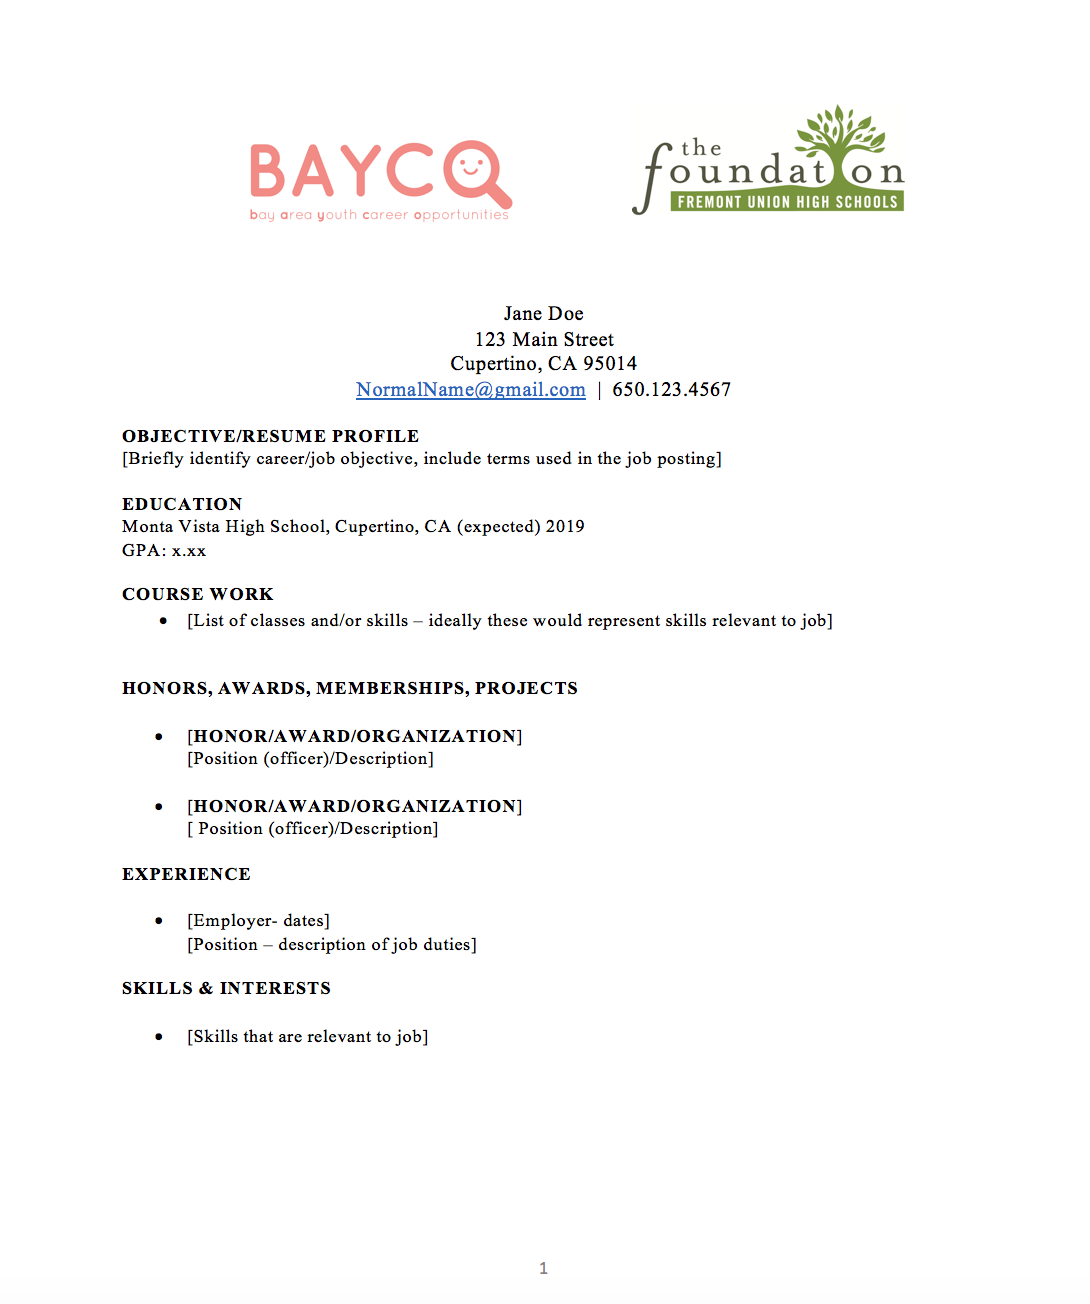 BAYCO
bay area youth career opportunities
the
foundation
FREMONT UNION HIGH SCHOOLS
Jane Doe
123 Main Street
Cupertino, CA 95014
NormalName@gmail.com | 650.123.4567
OBJECTIVE/RESUME PROFILE
[Briefly identify career/job objective, include terms used in the job posting]
EDUCATION
Monta Vista High School, Cupertino, CA (expected) 2019
GPA: x.xx
COURSE WORK
• [List of classes and/or skills – ideally these would represent skills relevant to job]
HONORS, AWARDS, MEMBERSHIPS, PROJECTS
• [HONOR/AWARD/ORGANIZATION]
[Position (officer)/Description]
• [HONOR/AWARD/ORGANIZATION]
[ Position (officer)/Description]
EXPERIENCE
• [Employer- dates]
[Position – description of job duties]
SKILLS & INTERESTS
• [Skills that are relevant to job]
1